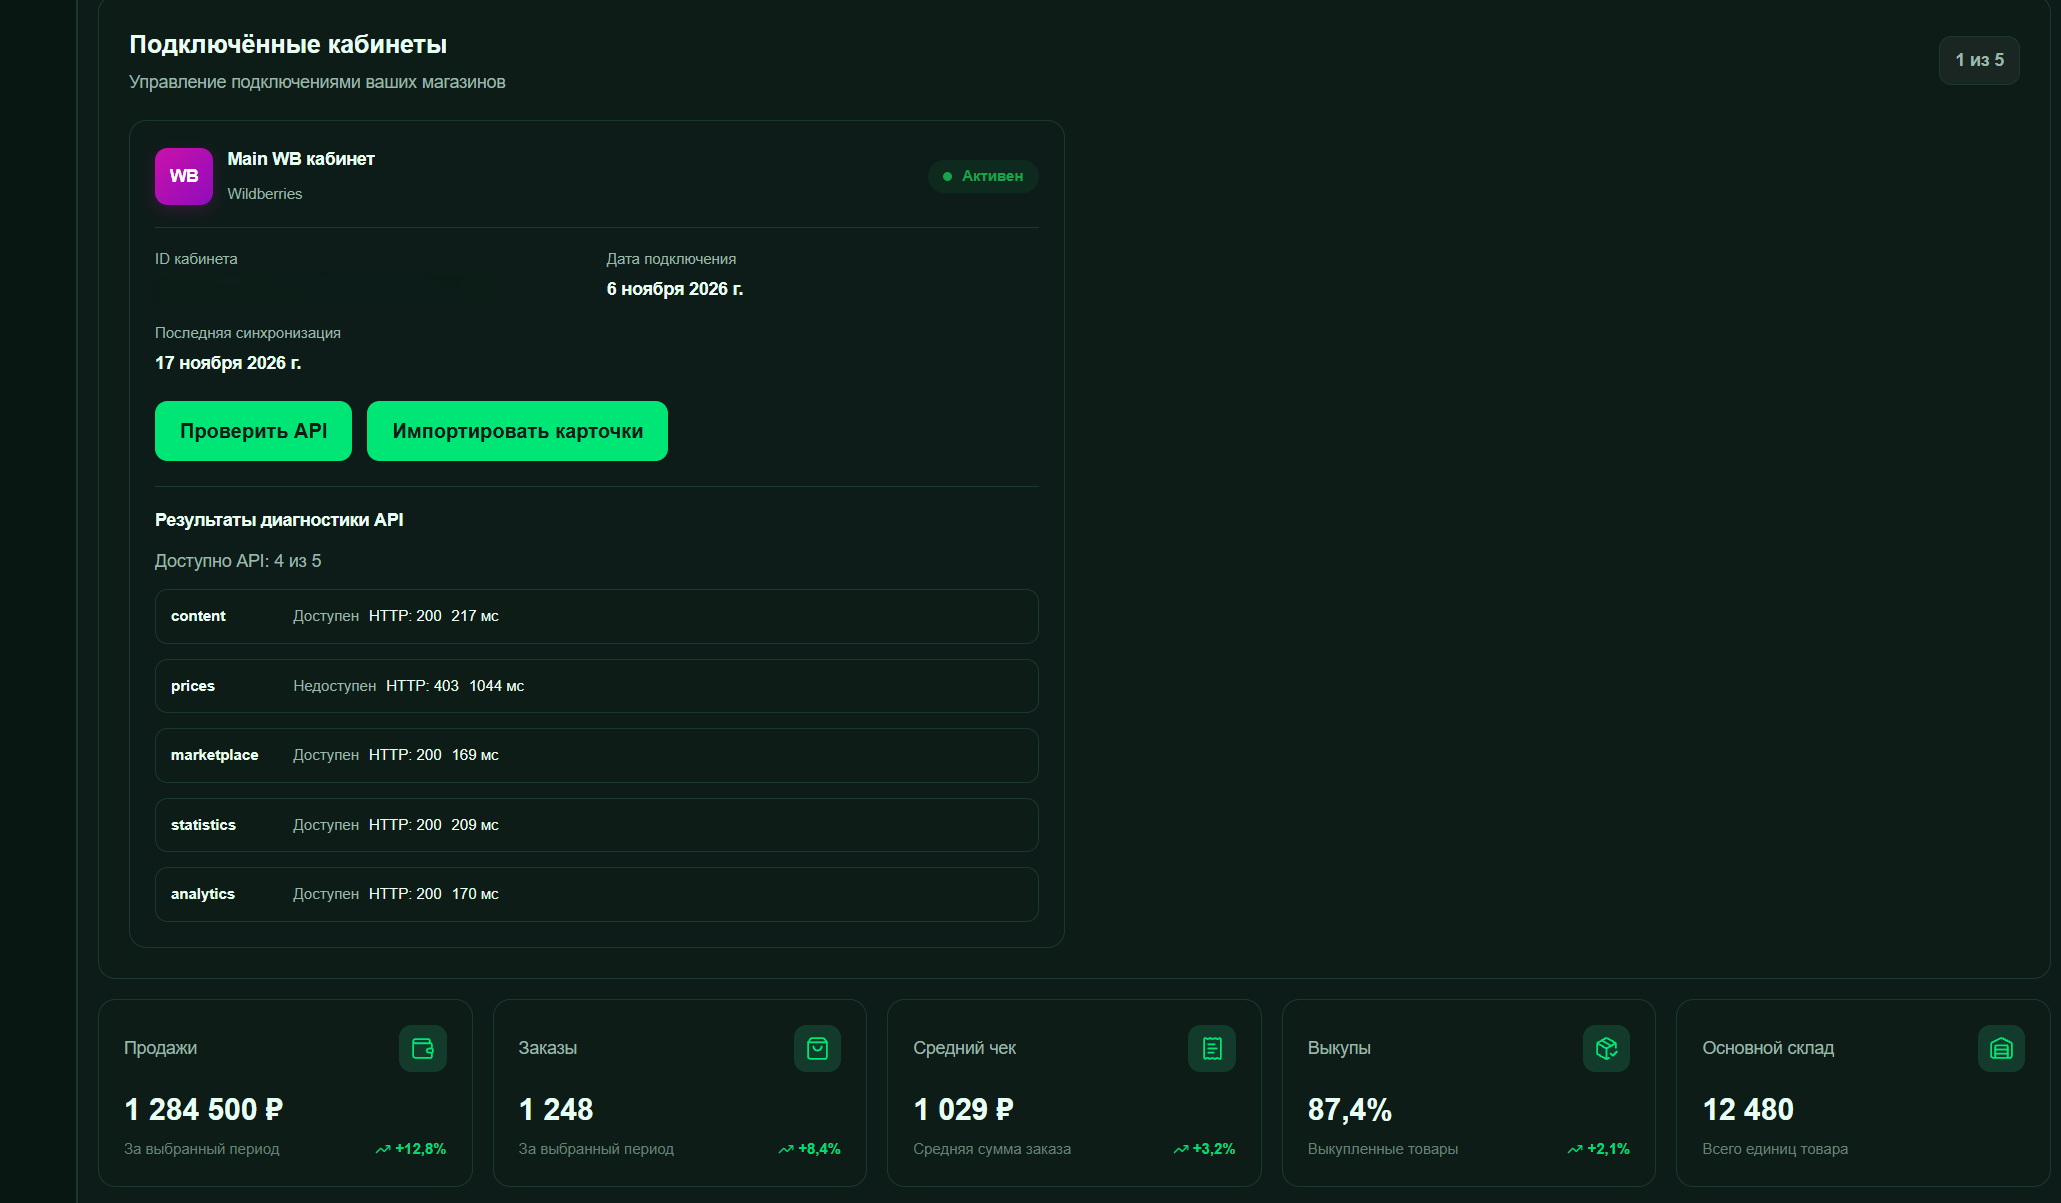 Подключённые кабинеты
Управление подключениями ваших магазинов
1 из 5
WB
Main WB кабинет
Wildberries
Активен
ID кабинета
Дата подключения
6 ноября 2026 г.
Последняя синхронизация
17 ноября 2026 г.
Проверить API
Импортировать карточки
Результаты диагностики API
Доступно API: 4 из 5
content Доступен HTTP: 200 217 мс
prices Недоступен HTTP: 403 1044 мс
marketplace Доступен HTTP: 200 169 мс
statistics Доступен HTTP: 200 209 мс
analytics Доступен HTTP: 200 170 мс
Продажи
1 284 500 ₽
За выбранный период +12,8%
Заказы
1 248
За выбранный период +8,4%
Средний чек
1 029 ₽
Средняя сумма заказа +3,2%
Выкупы
87,4%
Выкупленные товары +2,1%
Основной склад
12 480
Всего единиц товара